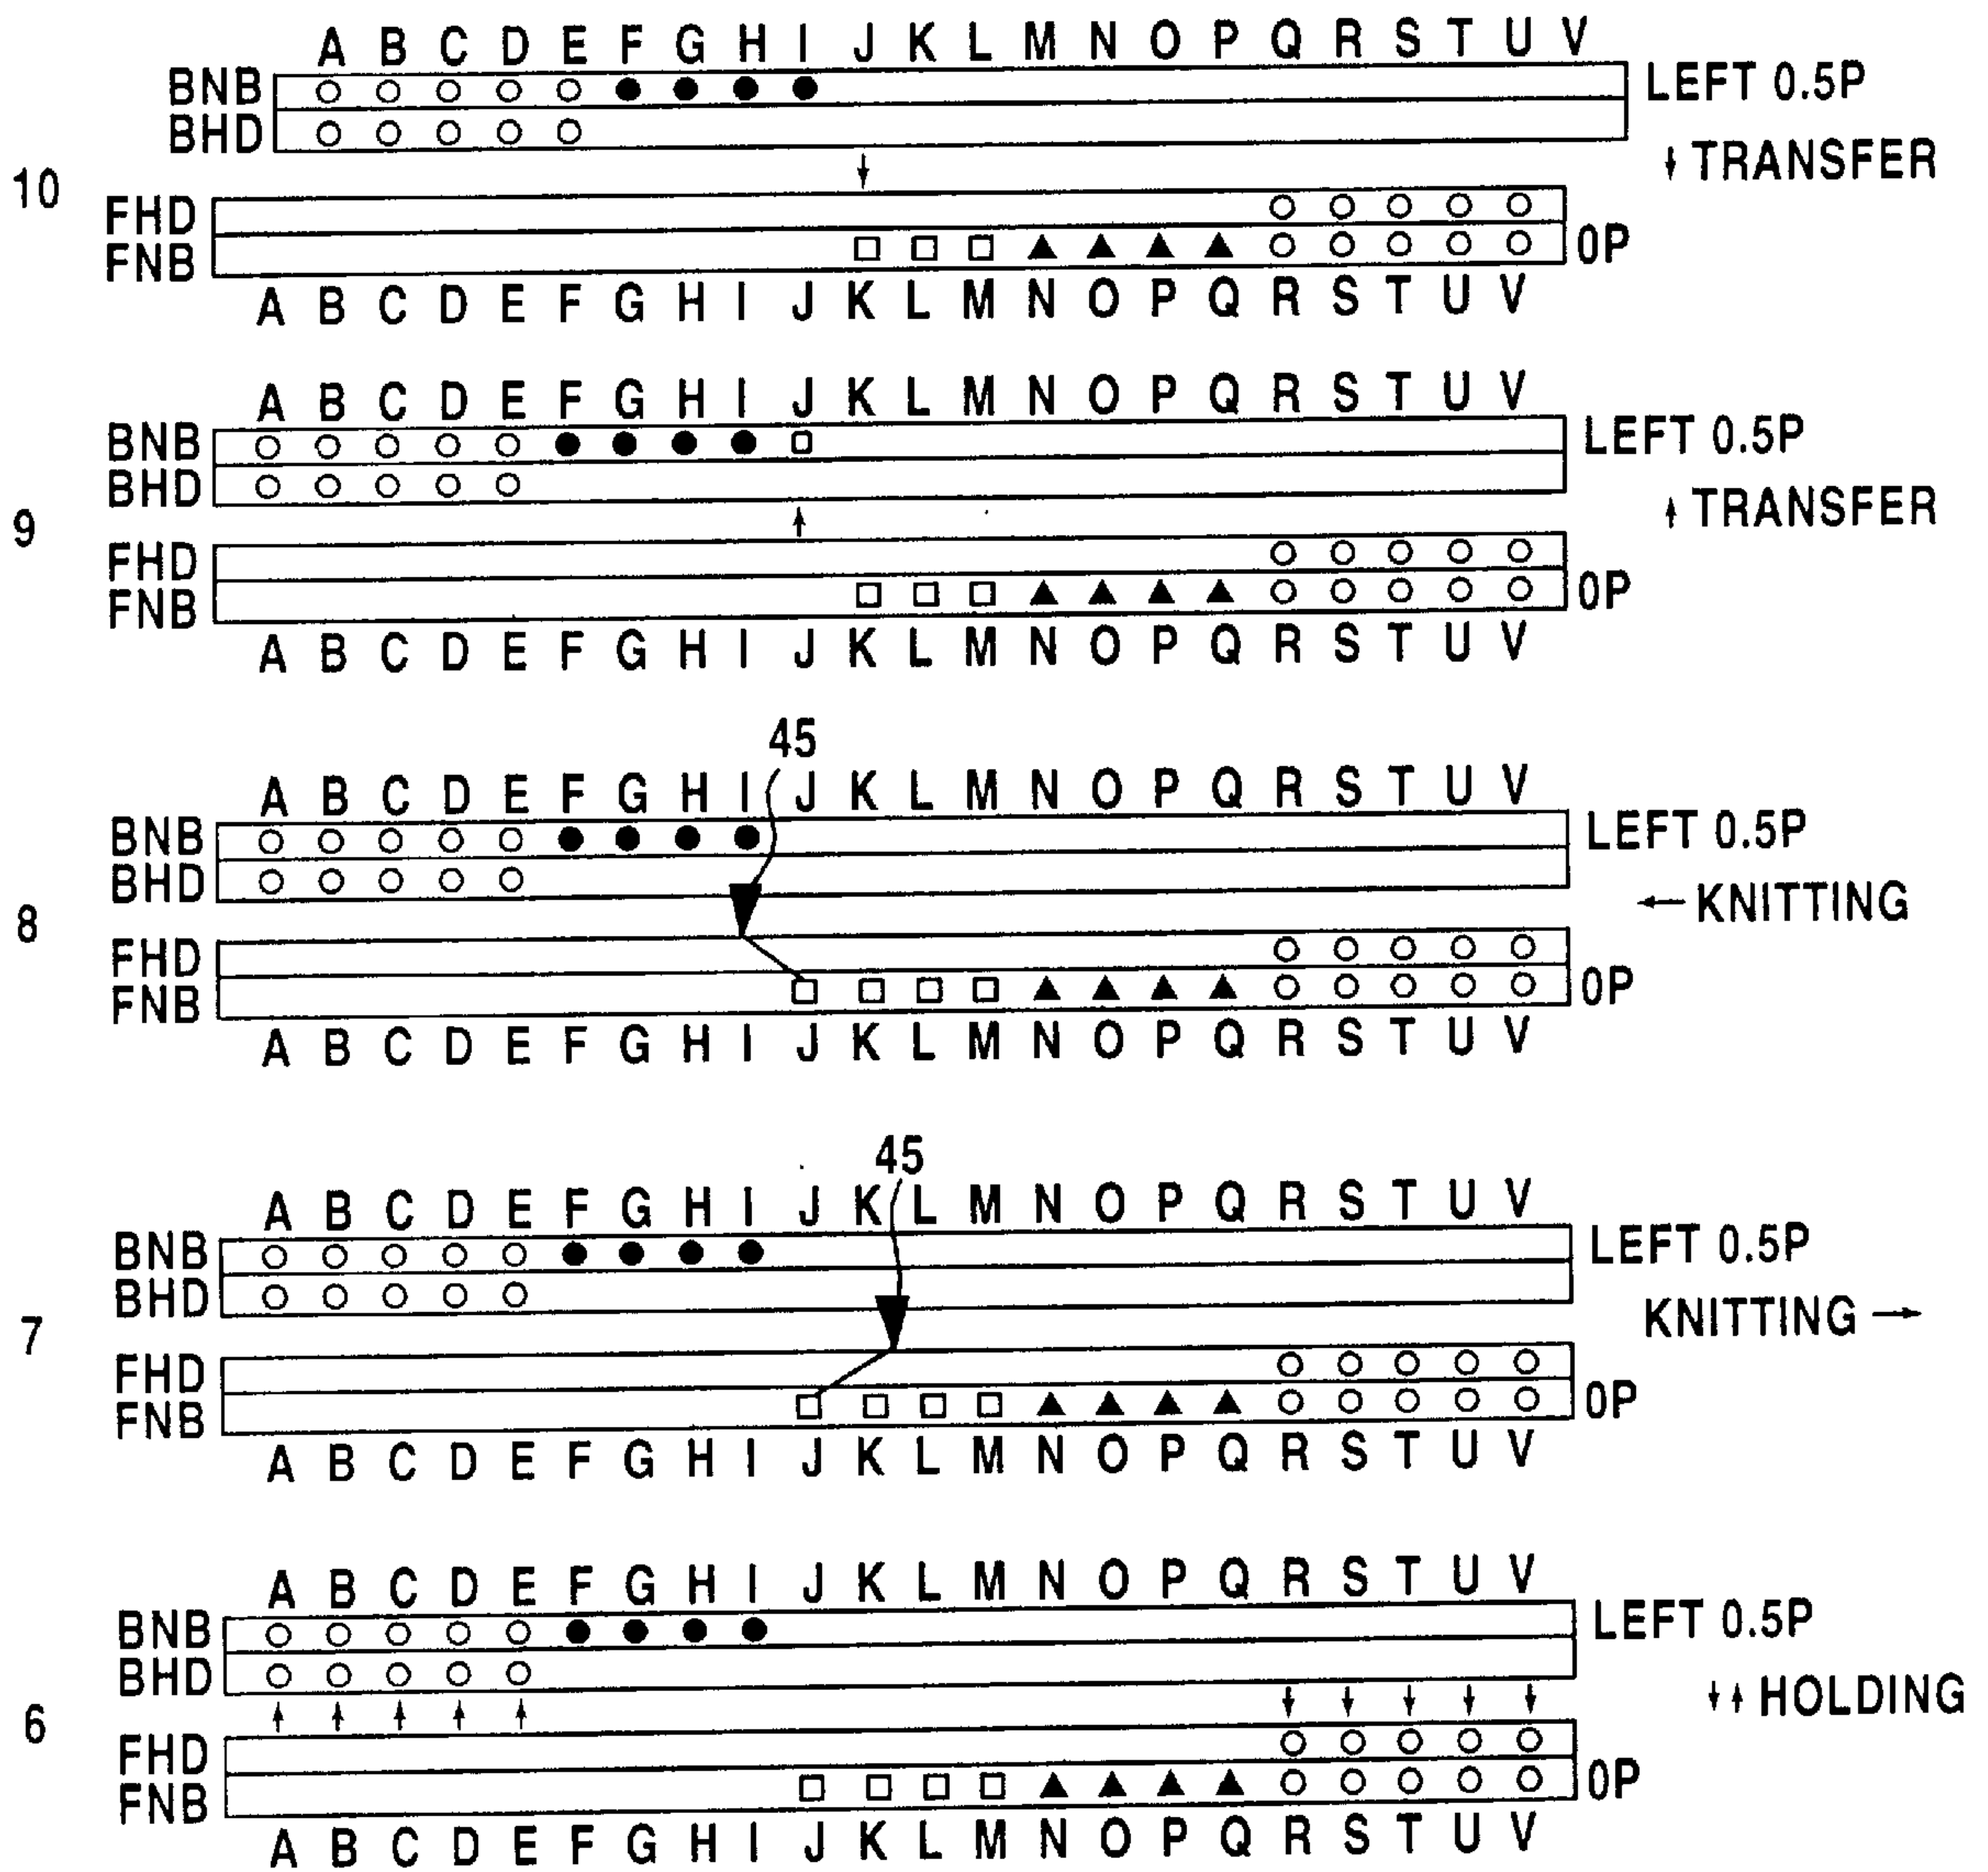 A B C D E F G H I J K L M N O P Q R S T U V
BNB LEFT 0.5P
BHD
↓ TRANSFER
10
FHD
FNB 0P
A B C D E F G H I J K L M N O P Q R S T U V
A B C D E F G H I J K L M N O P Q R S T U V
BNB LEFT 0.5P
BHD
↑ TRANSFER
9
FHD
FNB 0P
A B C D E F G H I J K L M N O P Q R S T U V
45
A B C D E F G H I J K L M N O P Q R S T U V
BNB LEFT 0.5P
BHD
← KNITTING
8
FHD
FNB 0P
A B C D E F G H I J K L M N O P Q R S T U V
45
A B C D E F G H I J K L M N O P Q R S T U V
BNB LEFT 0.5P
BHD
KNITTING →
7
FHD
FNB 0P
A B C D E F G H I J K L M N O P Q R S T U V
A B C D E F G H I J K L M N O P Q R S T U V
BNB LEFT 0.5P
BHD
↓↑ HOLDING
6
FHD
FNB 0P
A B C D E F G H I J K L M N O P Q R S T U V